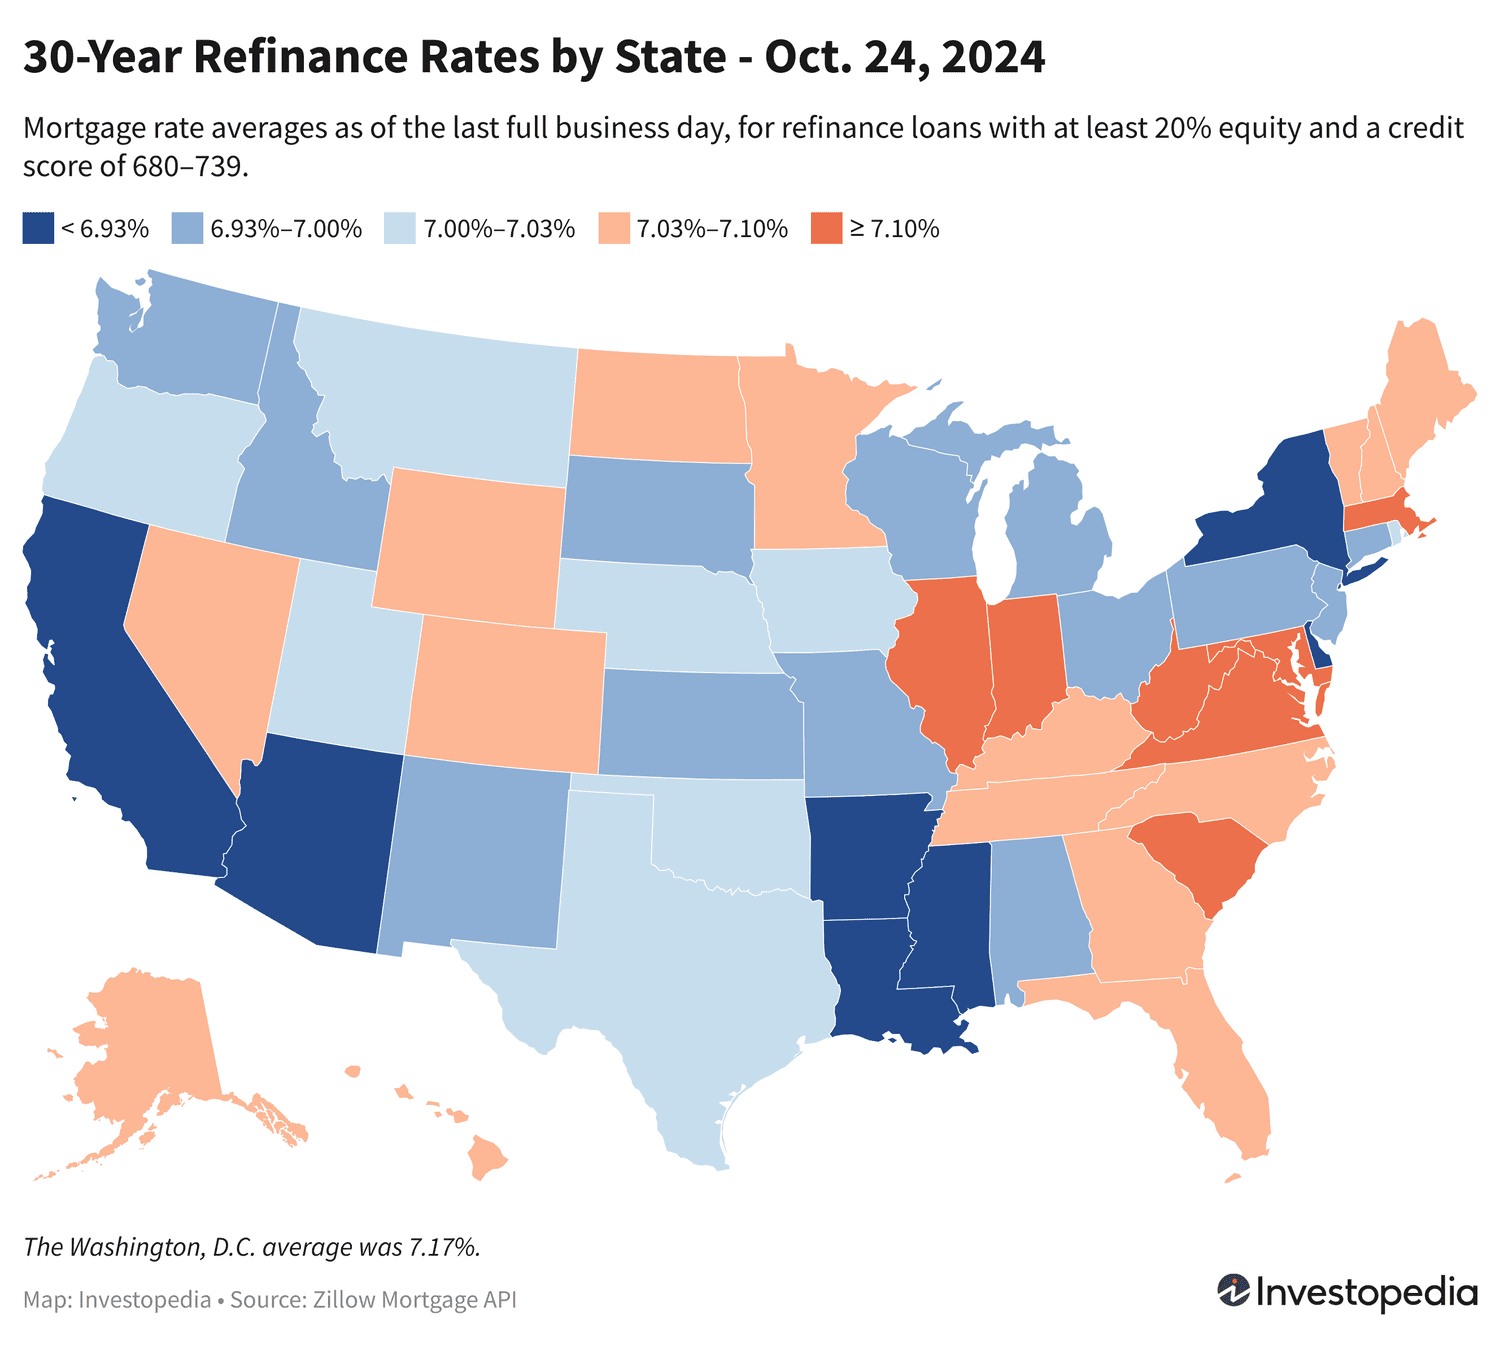 30-Year Refinance Rates by State - Oct. 24, 2024
Mortgage rate averages as of the last full business day, for refinance loans with at least 20% equity and a credit
score of 680–739.
< 6.93% 6.93%–7.00% 7.00%–7.03% 7.03%–7.10% ≥ 7.10%
The Washington, D.C. average was 7.17%.
Map: Investopedia • Source: Zillow Mortgage API
Investopedia